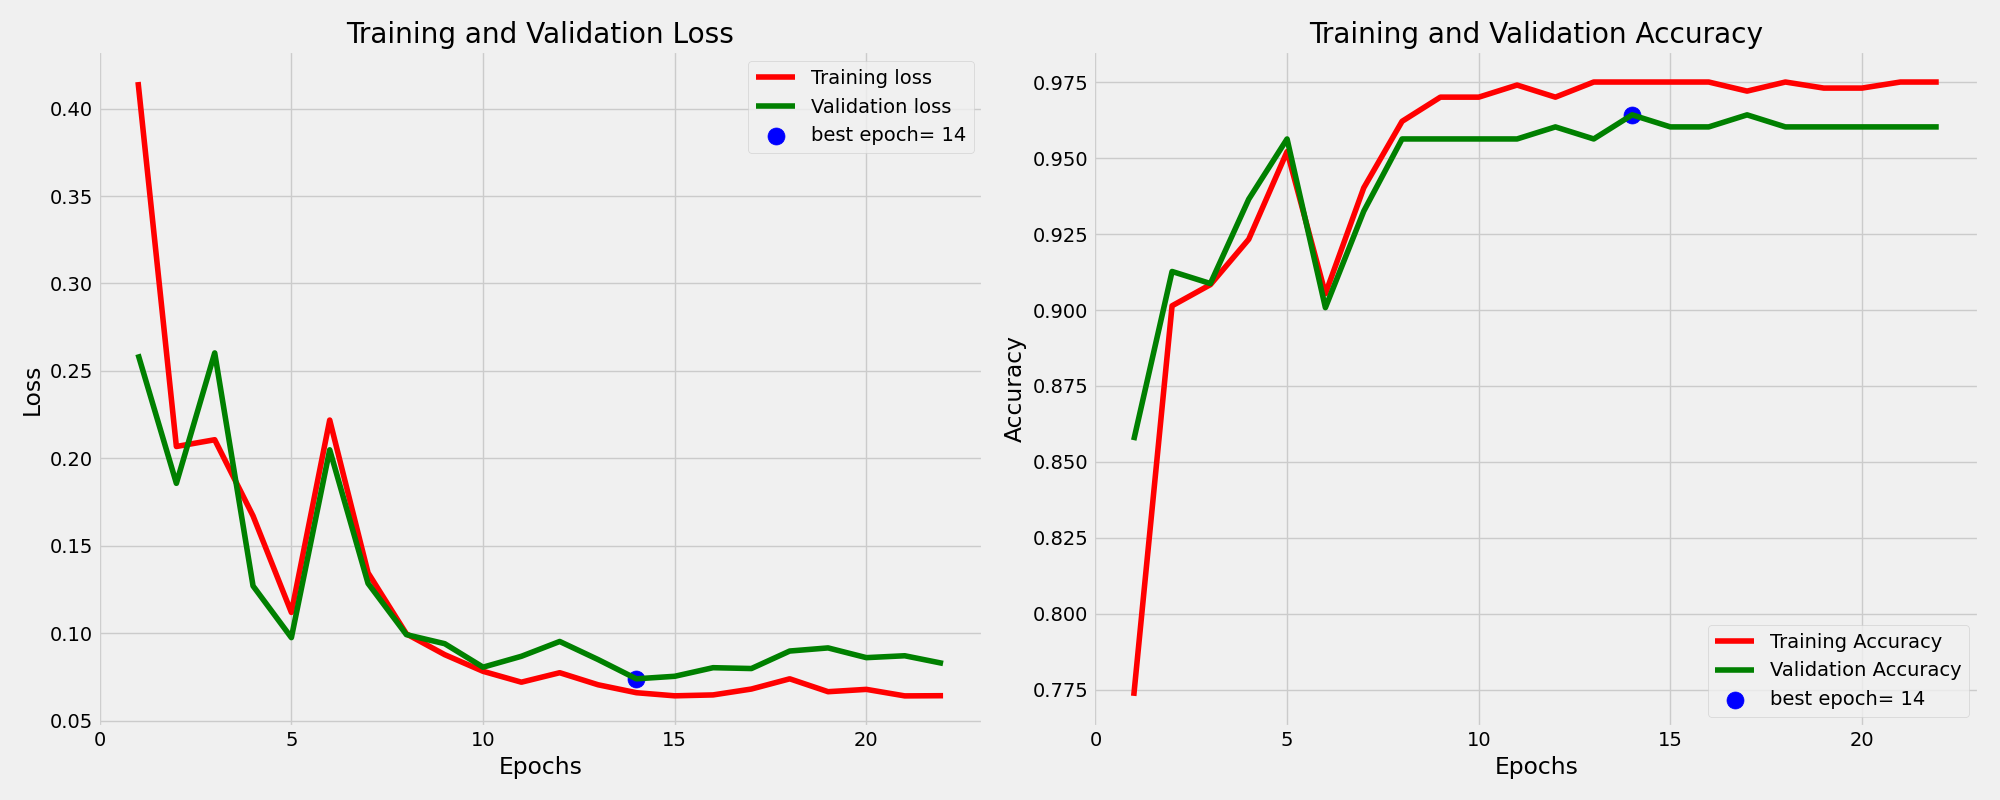 Training and Validation Loss
Training loss
Validation loss
best epoch= 14
0.40
0.35
0.30
0.25
0.20
0.15
0.10
0.05
Loss
0 5 10 15 20
Epochs
Training and Validation Accuracy
0.975
0.950
0.925
0.900
0.875
0.850
0.825
0.800
0.775
Accuracy
Training Accuracy
Validation Accuracy
best epoch= 14
0 5 10 15 20
Epochs